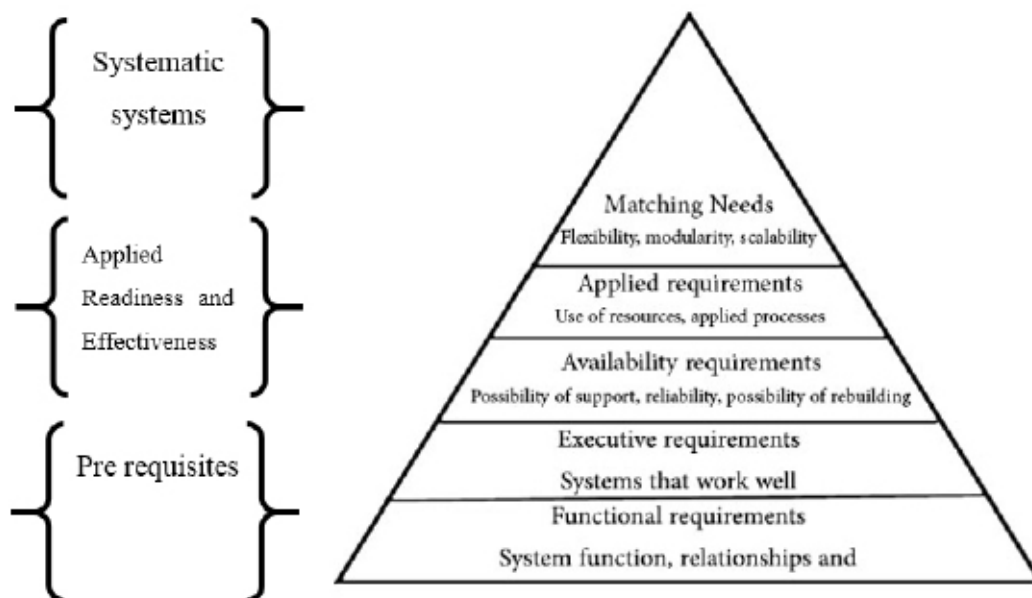 Systematic
systems
Applied
Readiness and
Effectiveness
Pre requisites
Matching Needs
Flexibility, modularity, scalability
Applied requirements
Use of resources, applied processes
Availability requirements
Possibility of support, reliability, possibility of rebuilding
Executive requirements
Systems that work well
Functional requirements
System function, relationships and